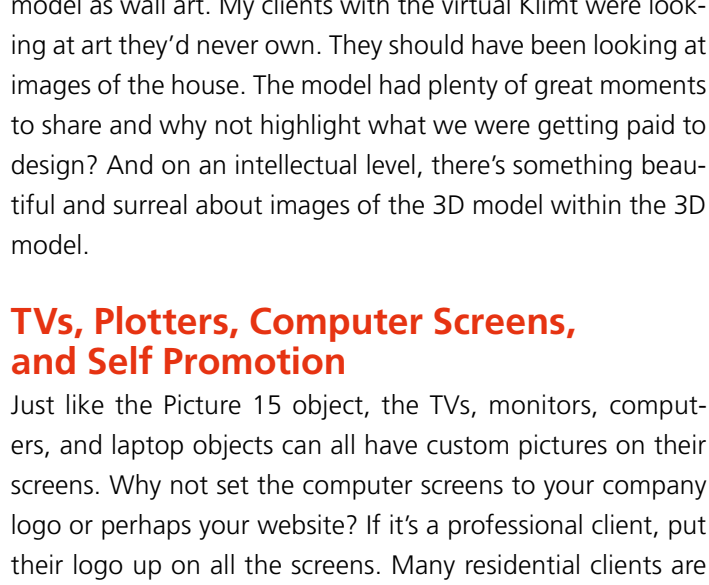 model as wall art. My clients with the virtual Klimt were look-
ing at art they’d never own. They should have been looking at
images of the house. The model had plenty of great moments
to share and why not highlight what we were getting paid to
design? And on an intellectual level, there’s something beau-
tiful and surreal about images of the 3D model within the 3D
model.
TVs, Plotters, Computer Screens,
and Self Promotion
Just like the Picture 15 object, the TVs, monitors, comput-
ers, and laptop objects can all have custom pictures on their
screens. Why not set the computer screens to your company
logo or perhaps your website? If it’s a professional client, put
their logo up on all the screens. Many residential clients are